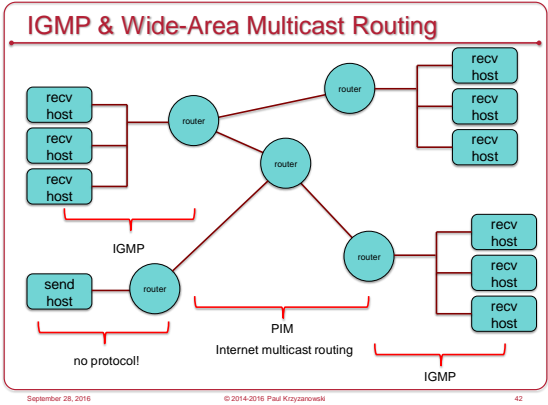 IGMP & Wide-Area Multicast Routing
recv
host
recv
host
recv
host
router
router
recv
host
recv
host
recv
host
router
IGMP
send
host
router
no protocol!
PIM
Internet multicast routing
router
recv
host
recv
host
recv
host
IGMP
September 28, 2016
© 2014-2016 Paul Krzyzanowski
42